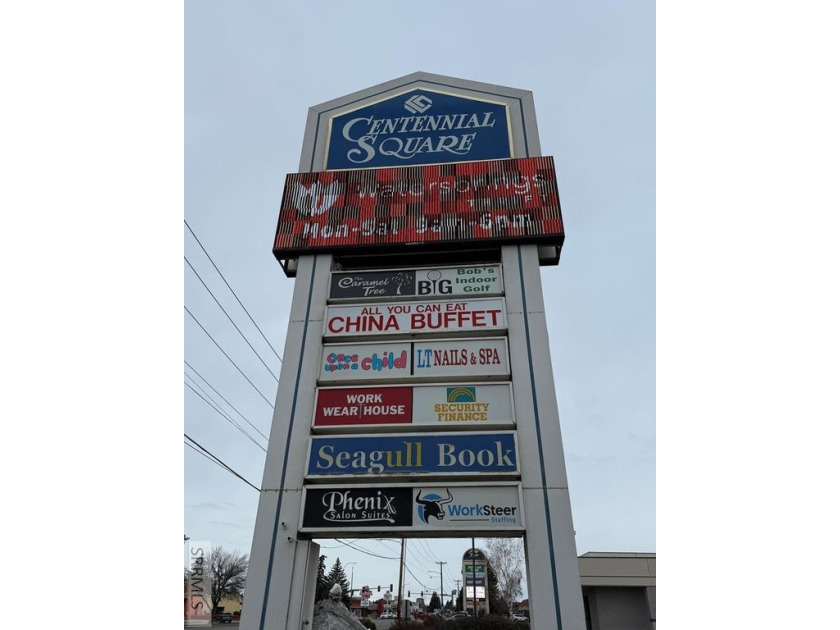 CENTENNIAL
SQUARE
Watersprings
Mon-Sat 9am-6pm
The
Caramel
Tree
BIG
Bob's
Indoor
Golf
ALL YOU CAN EAT
CHINA BUFFET
Once
upon a child
LT NAILS & SPA
WORK
WEAR HOUSE
SECURITY
FINANCE
Seagull Book
Phenix
SALON SUITES
WorkSteer
Staffing
SRRMLS